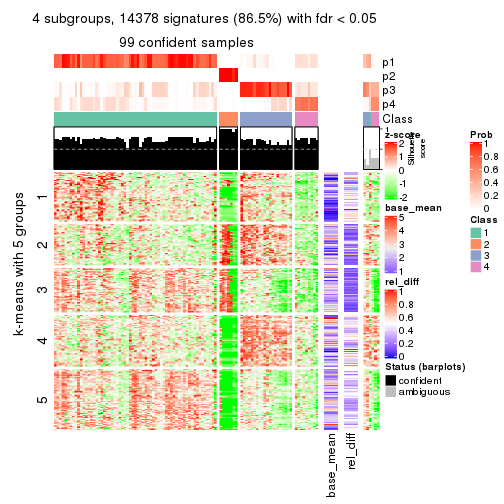 4 subgroups, 14378 signatures (86.5%) with fdr < 0.05
99 confident samples
p1
p2
p3
p4
Class
1
Silhouette
score
k-means with 5 groups
1
2
3
4
5
base_mean
rel_diff
z-score
2
1
0
-1
-2
base_mean
5
4
3
2
1
rel_diff
1
0.8
0.6
0.4
0.2
0
Status (barplots)
confident
ambiguous
Prob
1
0.8
0.6
0.4
0.2
0
Class
1
2
3
4